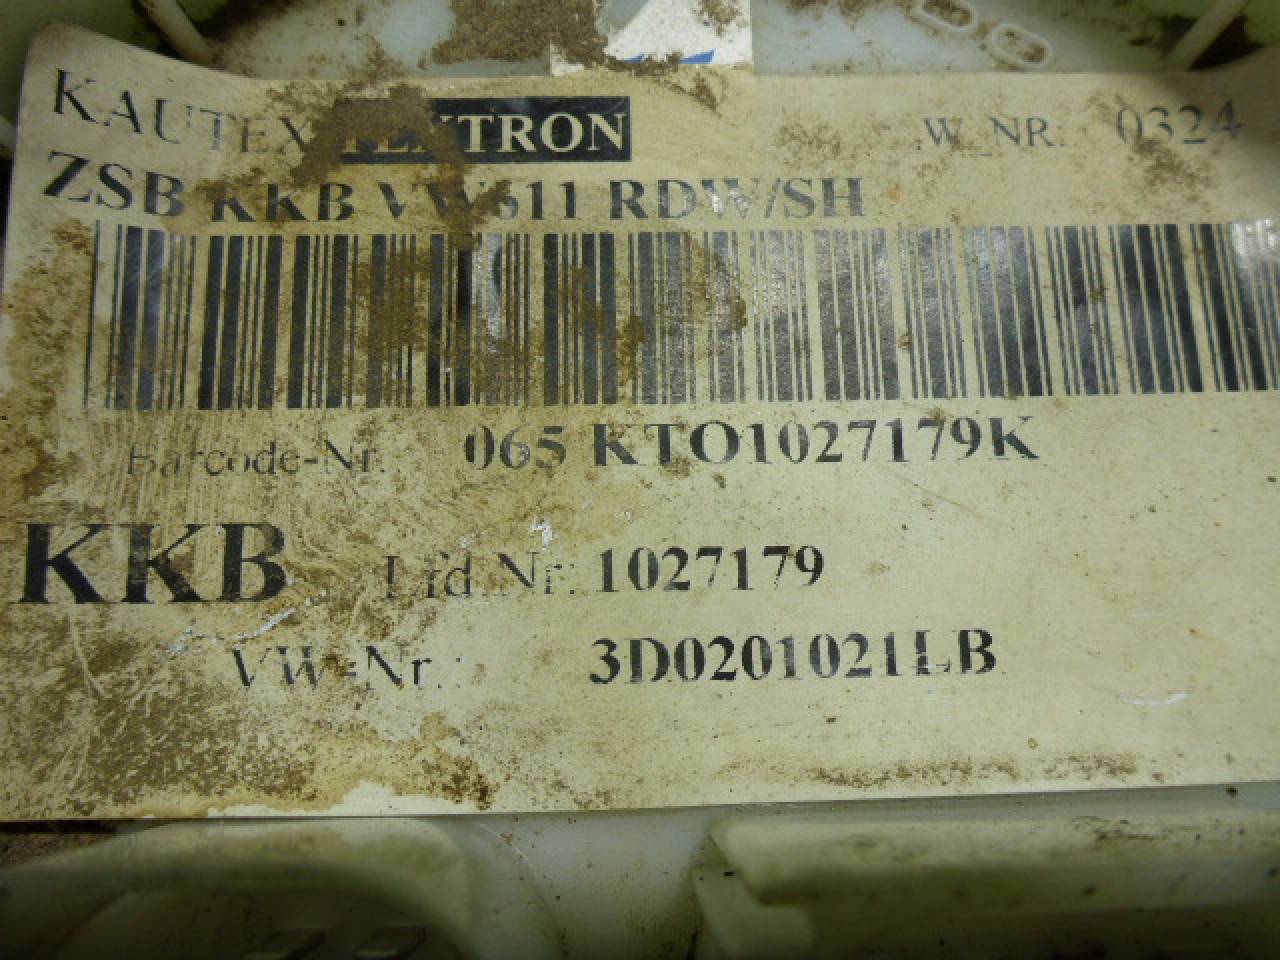 KAUTEX TEXTRON W_NR. 0324
ZSB KKB VW611 RDW/SH
Barcode-Nr.: 065 KTO1027179K
KKB Lfd.Nr.: 1027179
VW-Nr.: 3D0201021LB